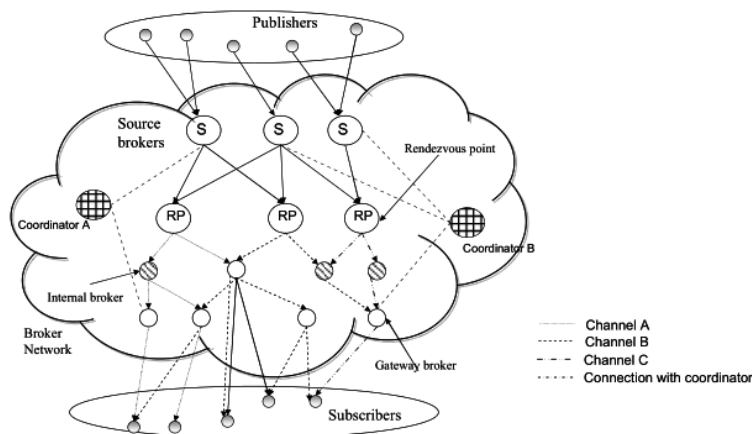 Publishers
Source
brokers
S
S
S
Rendezvous point
RP
RP
RP
Coordinator A
Coordinator B
Internal broker
Broker
Network
Gateway broker
Subscribers
Channel A
Channel B
Channel C
Connection with coordinator